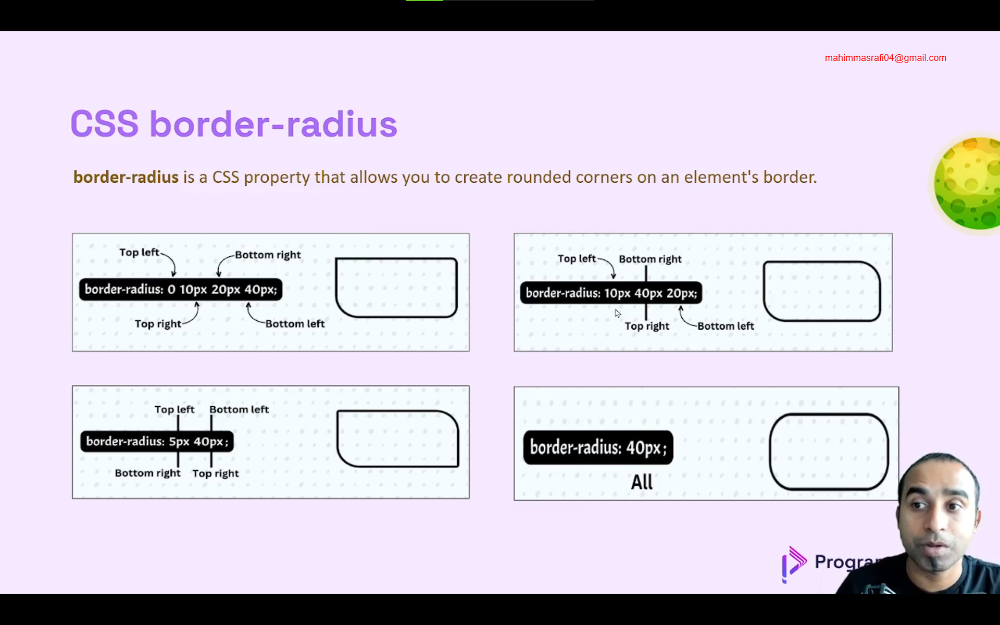 mahimmasrafi04@gmail.com
CSS border-radius
border-radius is a CSS property that allows you to create rounded corners on an element's border.
Top left
Bottom right
border-radius: 0 10px 20px 40px;
Top right
Bottom left
Top left
Bottom right
border-radius: 10px 40px 20px;
Top right
Bottom left
Top left
Bottom left
border-radius: 5px 40px;
Bottom right
Top right
border-radius: 40px;
All